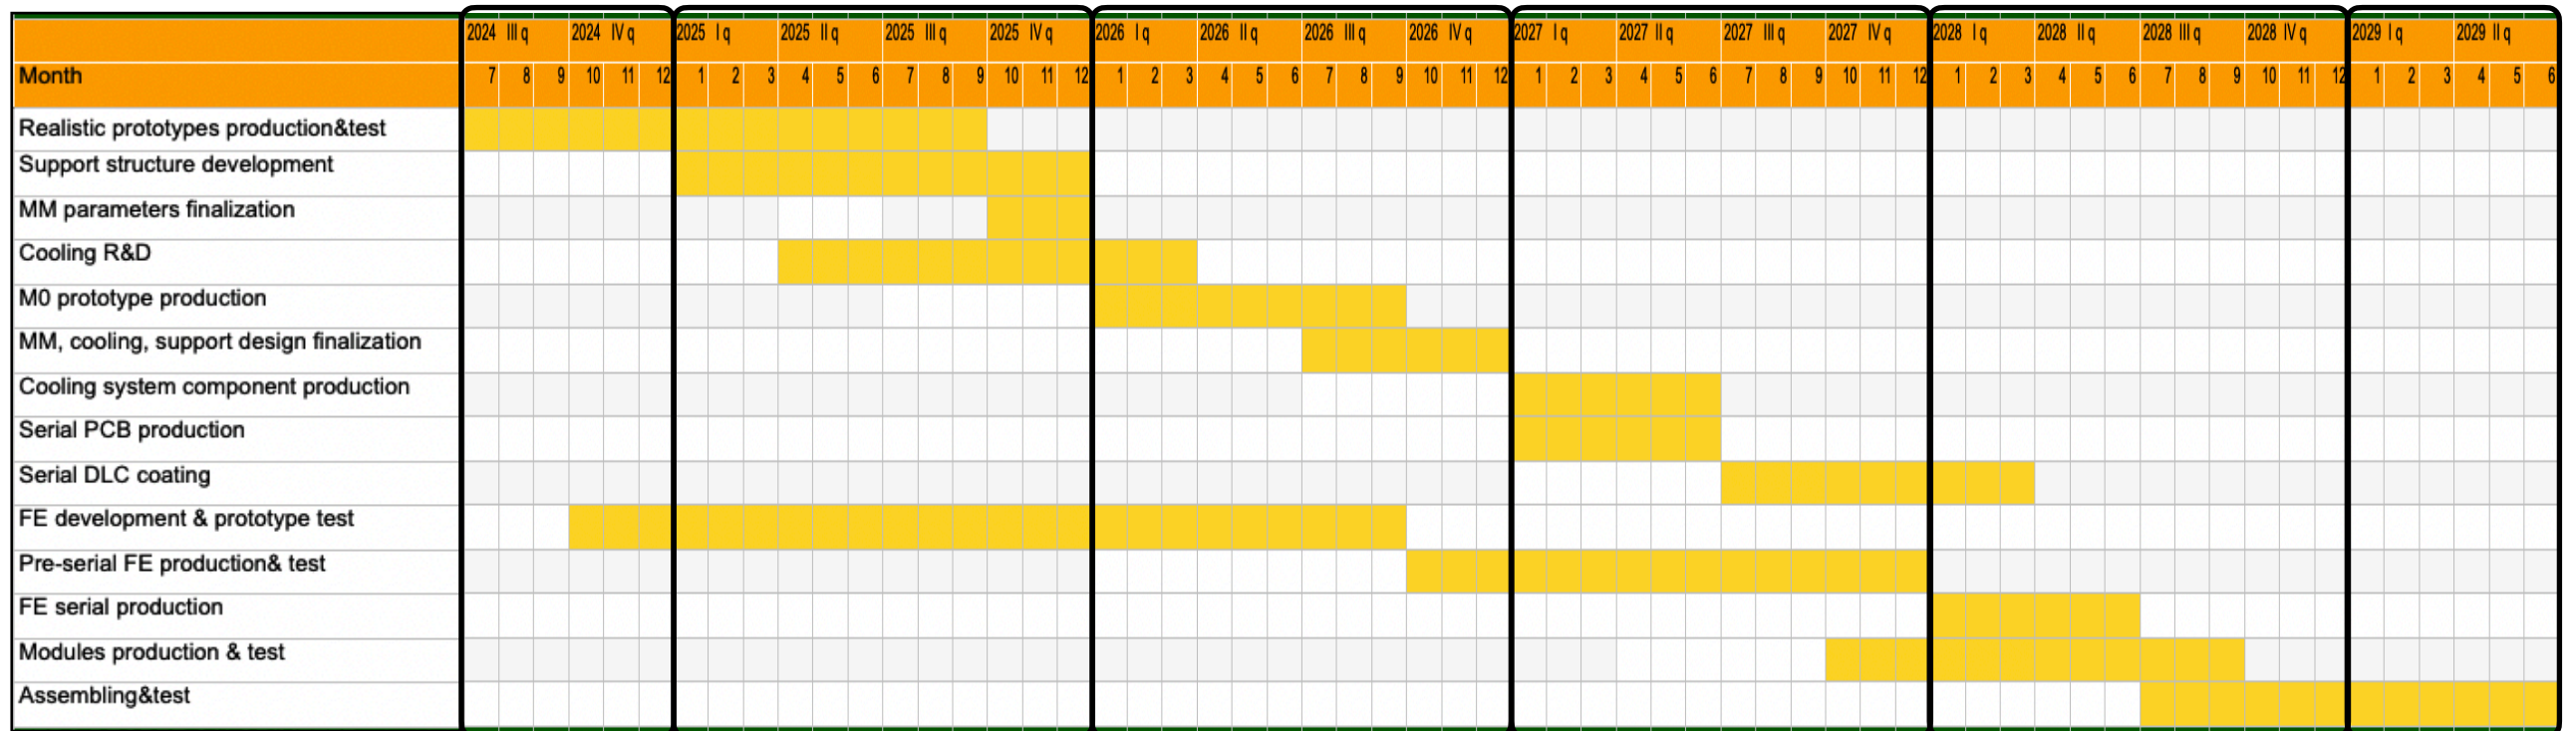 2024 III q 2024 IV q 2025 I q 2025 II q 2025 III q 2025 IV q 2026 I q 2026 II q 2026 III q 2026 IV q 2027 I q 2027 II q 2027 III q 2027 IV q 2028 I q 2028 II q 2028 III q 2028 IV q 2029 I q 2029 II q
Month 7 8 9 10 11 12 1 2 3 4 5 6 7 8 9 10 11 12 1 2 3 4 5 6 7 8 9 10 11 12 1 2 3 4 5 6 7 8 9 10 11 12 1 2 3 4 5 6 7 8 9 10 11 12 1 2 3 4 5 6
Realistic prototypes production&test
Support structure development
MM parameters finalization
Cooling R&D
M0 prototype production
MM, cooling, support design finalization
Cooling system component production
Serial PCB production
Serial DLC coating
FE development & prototype test
Pre-serial FE production& test
FE serial production
Modules production & test
Assembling&test